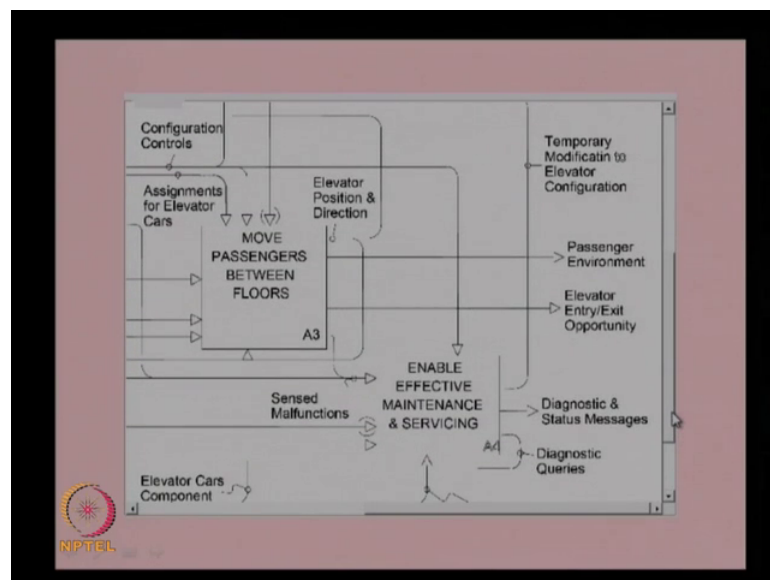 Configuration
Controls
Assignments
for Elevator
Cars
Elevator
Position &
Direction
Temporary
Modificatin to
Elevator
Configuration
MOVE
PASSENGERS
BETWEEN
FLOORS
A3
Passenger
Environment
Elevator
Entry/Exit
Opportunity
ENABLE
EFFECTIVE
MAINTENANCE
& SERVICING
A4
Sensed
Malfunctions
Diagnostic &
Status Messages
Diagnostic
Queries
Elevator Cars
Component
NPTEL